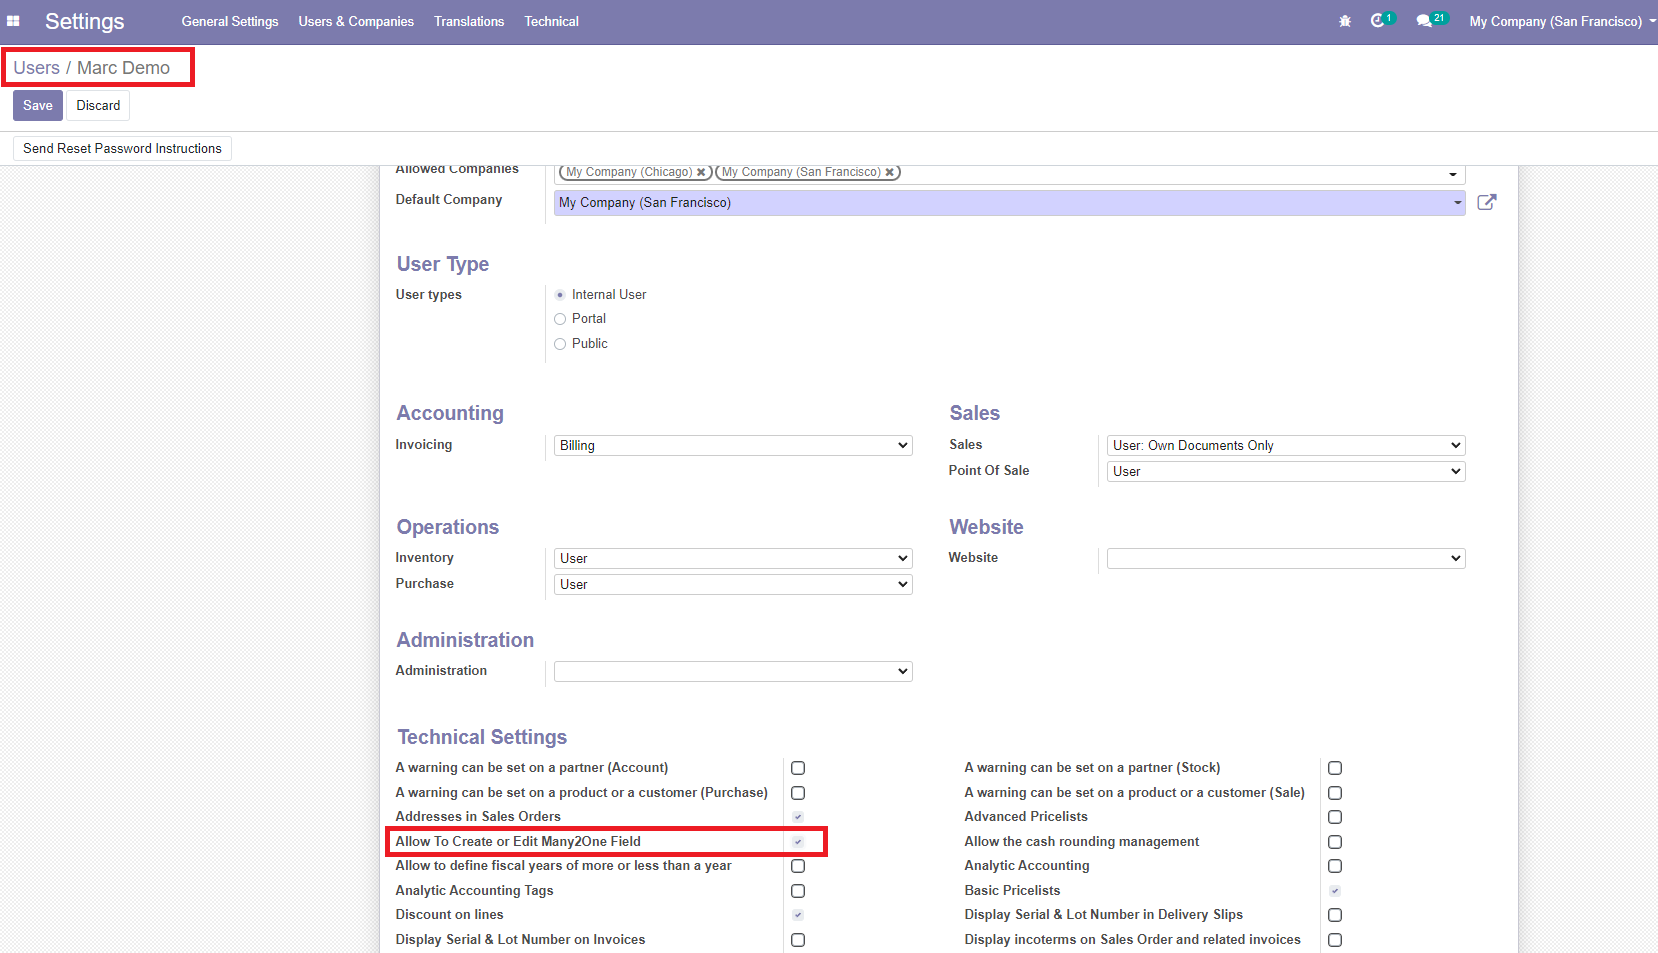 Settings General Settings Users & Companies Translations Technical 1 21 My Company (San Francisco)
Users / Marc Demo
Save Discard
Send Reset Password Instructions
Allowed Companies My Company (Chicago) My Company (San Francisco)
Default Company My Company (San Francisco)
User Type
User types Internal User
Portal
Public
Accounting Sales
Invoicing Billing Sales User: Own Documents Only
Point Of Sale User
Operations Website
Inventory User Website
Purchase User
Administration
Administration
Technical Settings
A warning can be set on a partner (Account) A warning can be set on a partner (Stock)
A warning can be set on a product or a customer (Purchase) A warning can be set on a product or a customer (Sale)
Addresses in Sales Orders Advanced Pricelists
Allow To Create or Edit Many2One Field Allow the cash rounding management
Allow to define fiscal years of more or less than a year Analytic Accounting
Analytic Accounting Tags Basic Pricelists
Discount on lines Display Serial & Lot Number in Delivery Slips
Display Serial & Lot Number on Invoices Display incoterms on Sales Order and related invoices